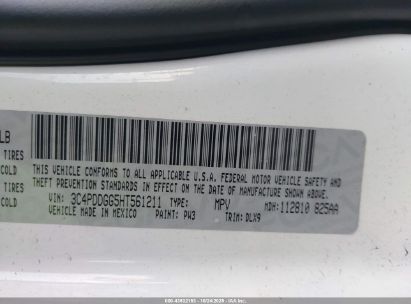 LB
TIRES
COLD
TIRES
COLD
THIS VEHICLE CONFORMS TO ALL APPLICABLE U.S.A. FEDERAL MOTOR VEHICLE SAFETY AND
THEFT PREVENTION STANDARDS IN EFFECT ON THE DATE OF MANUFACTURE SHOWN ABOVE.
VIN: 3C4PDDGG5HT561211 TYPE: MPV MDH: 112810 825AA
VEHICLE MADE IN MEXICO PAINT: PW3 TRIM: DLX9